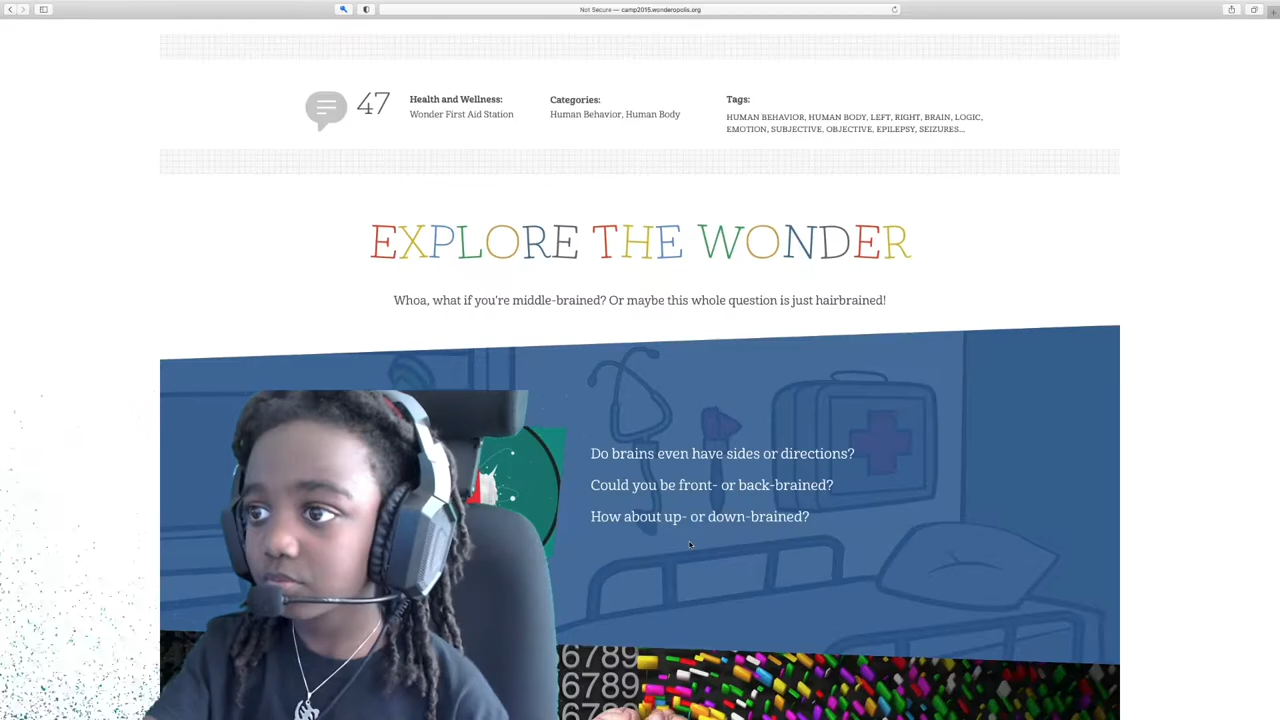 Not Secure — camp2015.wonderopolis.org
47
Health and Wellness:
Wonder First Aid Station
Categories:
Human Behavior, Human Body
Tags:
HUMAN BEHAVIOR, HUMAN BODY, LEFT, RIGHT, BRAIN, LOGIC,
EMOTION, SUBJECTIVE, OBJECTIVE, EPILEPSY, SEIZURES...
EXPLORE THE WONDER
Whoa, what if you're middle-brained? Or maybe this whole question is just hairbrained!
Do brains even have sides or directions?
Could you be front- or back-brained?
How about up- or down-brained?
6789
6789